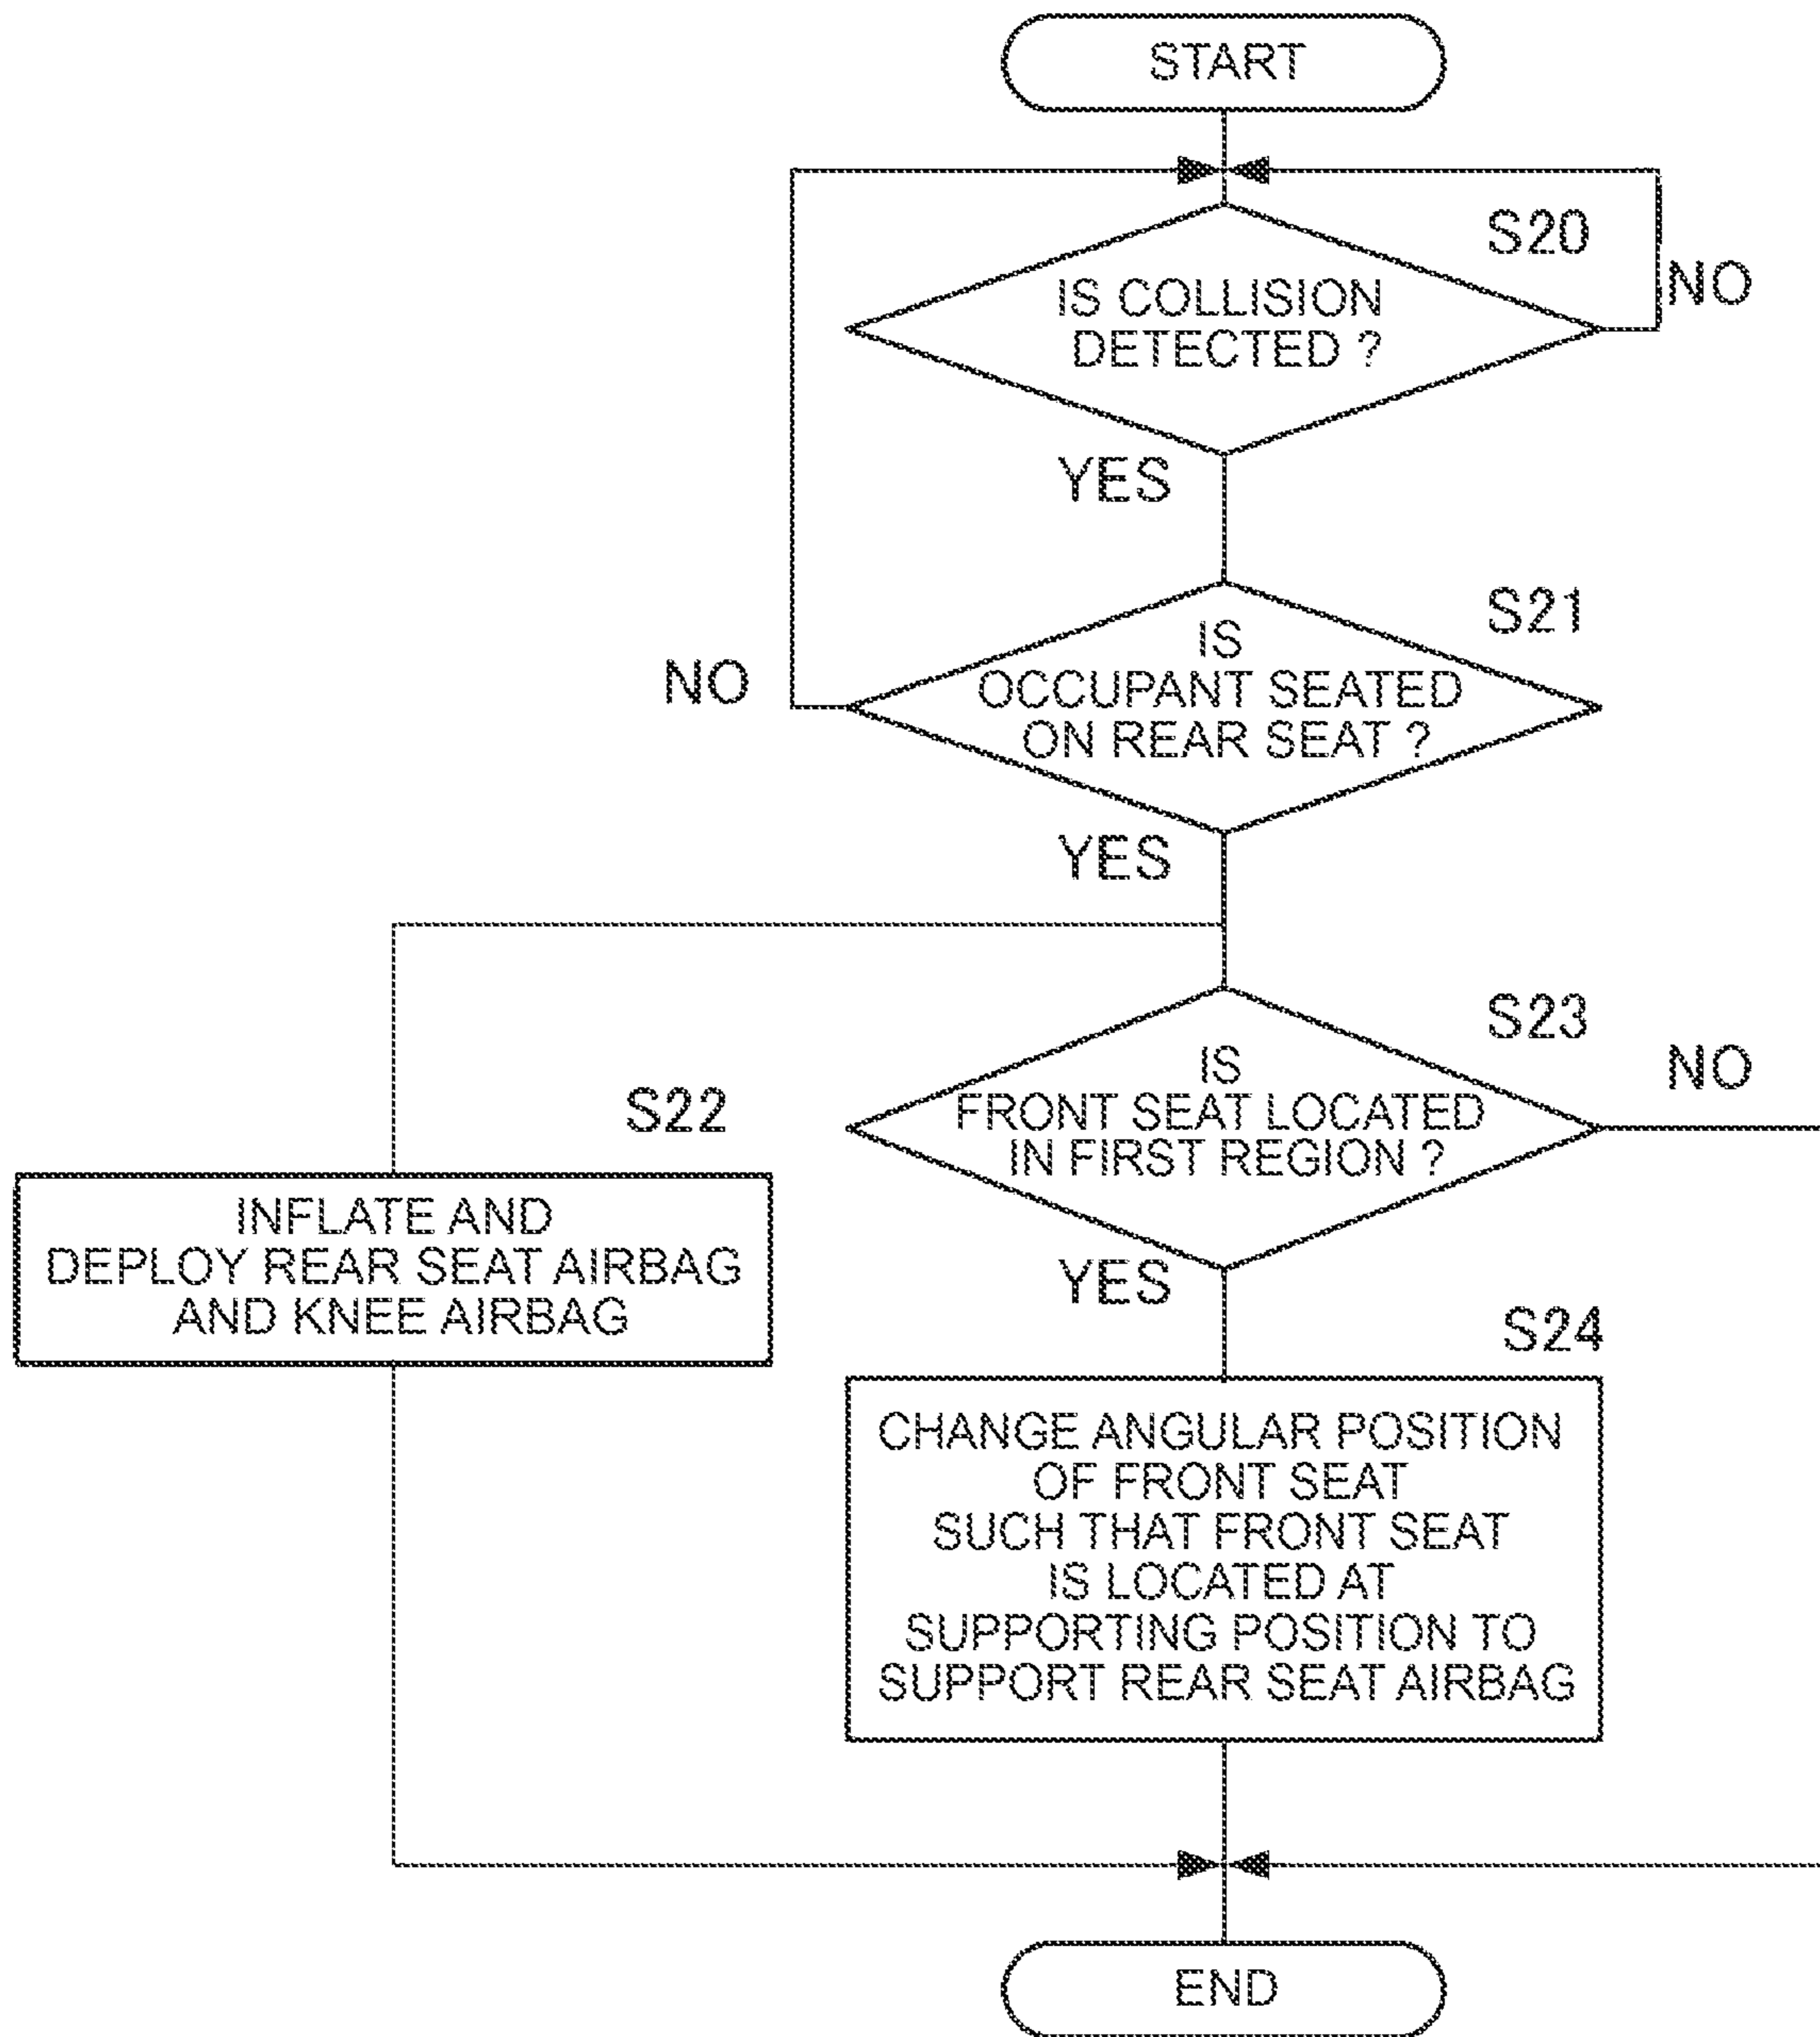 START
S20
IS COLLISION
DETECTED ?
NO
YES
S21
IS
OCCUPANT SEATED
ON REAR SEAT ?
NO
YES
S23
IS
FRONT SEAT LOCATED
IN FIRST REGION ?
NO
YES
S22
INFLATE AND
DEPLOY REAR SEAT AIRBAG
AND KNEE AIRBAG
S24
CHANGE ANGULAR POSITION
OF FRONT SEAT
SUCH THAT FRONT SEAT
IS LOCATED AT
SUPPORTING POSITION TO
SUPPORT REAR SEAT AIRBAG
END